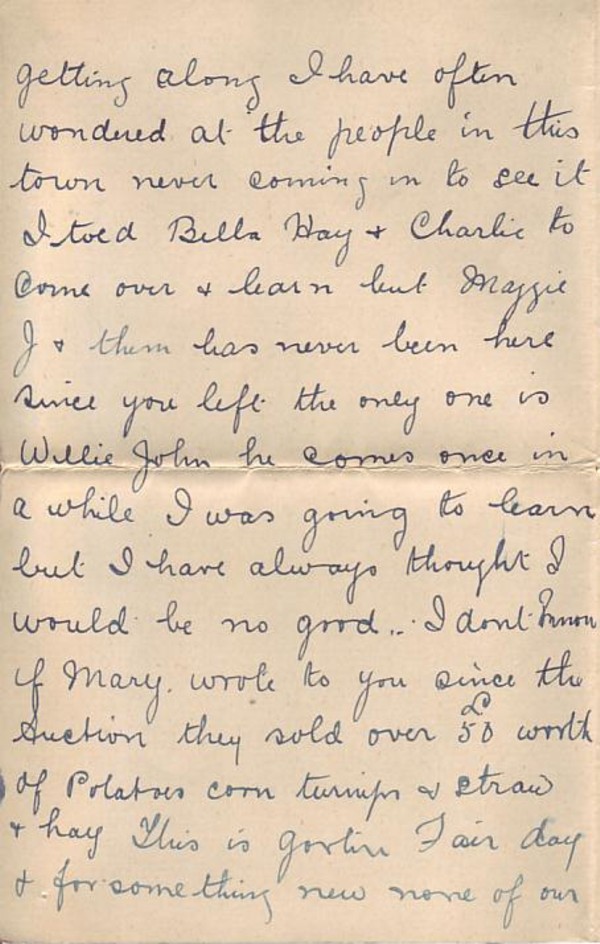 getting along I have often
wondered at the people in this
town never coming in to see it
I told Bella Hay & Charlie to
come over & learn but Maggie
J & them has never been here
since you left the only one is
Willie John he comes once in
a while I was going to learn
but I have always thought I
would be no good... I dont know
if Mary. wrote to you since the
Auction they sold over £50 worth
of Potatoes corn turnips & straw
& hay This is Gortin Fair day
& for something new none of our